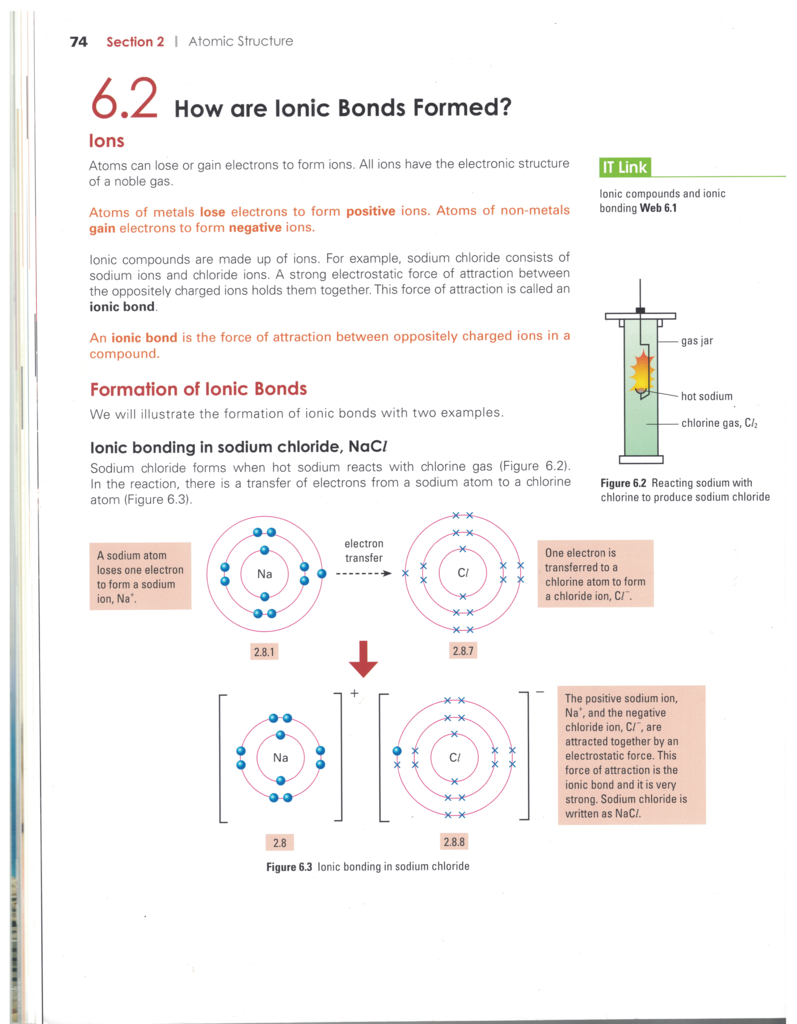 74 Section 2 | Atomic Structure
6.2 How are Ionic Bonds Formed?
Ions
Atoms can lose or gain electrons to form ions. All ions have the electronic structure
of a noble gas.
Atoms of metals lose electrons to form positive ions. Atoms of non-metals
gain electrons to form negative ions.
Ionic compounds are made up of ions. For example, sodium chloride consists of
sodium ions and chloride ions. A strong electrostatic force of attraction between
the oppositely charged ions holds them together. This force of attraction is called an
ionic bond.
An ionic bond is the force of attraction between oppositely charged ions in a
compound.
IT Link
Ionic compounds and ionic
bonding Web 6.1
gas jar
hot sodium
chlorine gas, Cl₂
Figure 6.2 Reacting sodium with
chlorine to produce sodium chloride
Formation of Ionic Bonds
We will illustrate the formation of ionic bonds with two examples.
Ionic bonding in sodium chloride, NaCl
Sodium chloride forms when hot sodium reacts with chlorine gas (Figure 6.2).
In the reaction, there is a transfer of electrons from a sodium atom to a chlorine
atom (Figure 6.3).
A sodium atom
loses one electron
to form a sodium
ion, Na⁺.
Na
electron
transfer
Cl
One electron is
transferred to a
chlorine atom to form
a chloride ion, Cl⁻.
2.8.1
2.8.7
Na
+
Cl
−
The positive sodium ion,
Na⁺, and the negative
chloride ion, Cl⁻, are
attracted together by an
electrostatic force. This
force of attraction is the
ionic bond and it is very
strong. Sodium chloride is
written as NaCl.
2.8
2.8.8
Figure 6.3 Ionic bonding in sodium chloride